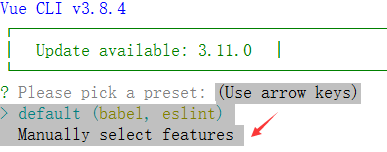 Vue CLI v3.8.4
Update available: 3.11.0
? Please pick a preset: (Use arrow keys)
> default (babel, eslint)
Manually select features